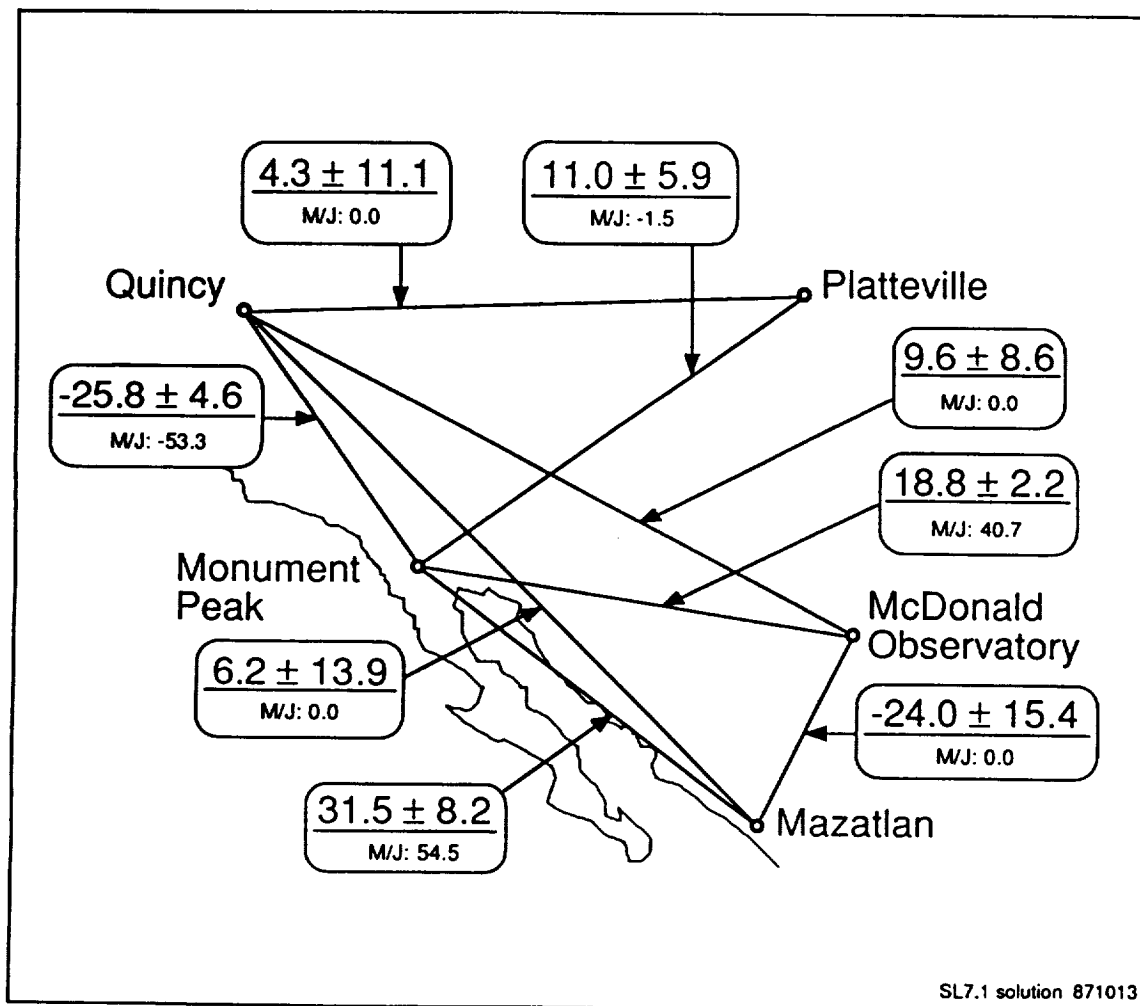 4.3 ± 11.1
M/J: 0.0
11.0 ± 5.9
M/J: -1.5
Quincy
Platteville
9.6 ± 8.6
M/J: 0.0
-25.8 ± 4.6
M/J: -53.3
18.8 ± 2.2
M/J: 40.7
Monument
Peak
McDonald
Observatory
6.2 ± 13.9
M/J: 0.0
-24.0 ± 15.4
M/J: 0.0
31.5 ± 8.2
M/J: 54.5
Mazatlan
SL7.1 solution 871013